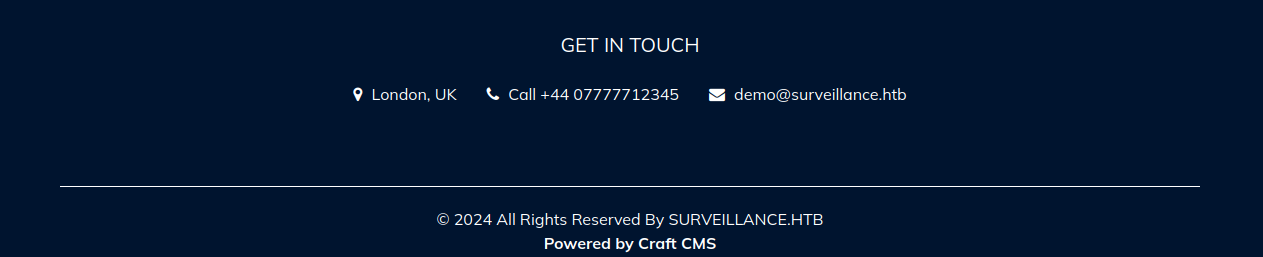 GET IN TOUCH
London, UK Call +44 07777712345 demo@surveillance.htb
© 2024 All Rights Reserved By SURVEILLANCE.HTB
Powered by Craft CMS